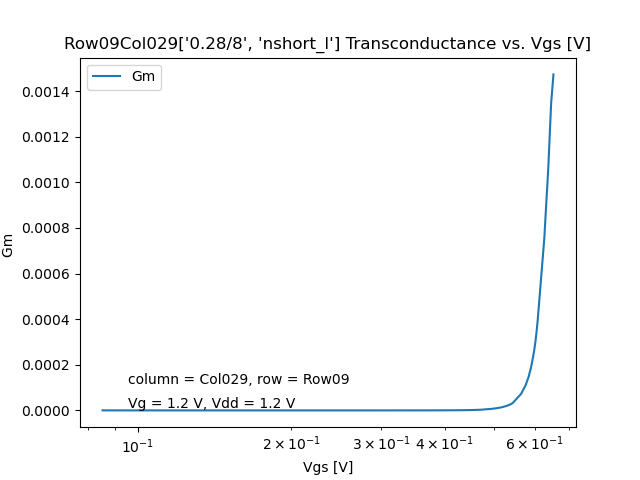 Row09Col029['0.28/8', 'nshort_l'] Transconductance vs. Vgs [V]
Gm
0.0014
0.0012
0.0010
0.0008
0.0006
0.0004
0.0002
0.0000
Gm
column = Col029, row = Row09
Vg = 1.2 V, Vdd = 1.2 V
10⁻¹
2 × 10⁻¹
3 × 10⁻¹
4 × 10⁻¹
6 × 10⁻¹
Vgs [V]